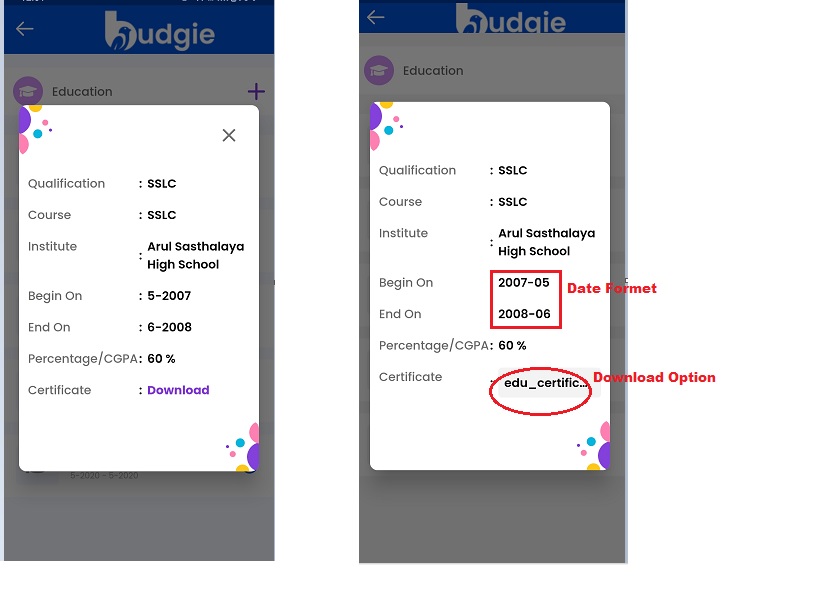 budgie
Education
Qualification : SSLC
Course : SSLC
Institute : Arul Sasthalaya
High School
Begin On : 5-2007
End On : 6-2008
Percentage/CGPA: 60 %
Certificate : Download
5-2020 - 5-2020
budgie
Education
Qualification : SSLC
Course : SSLC
Institute : Arul Sasthalaya
High School
Begin On 2007-05 Date Formet
End On 2008-06
Percentage/CGPA: 60 %
Certificate : edu_certific... Download Option